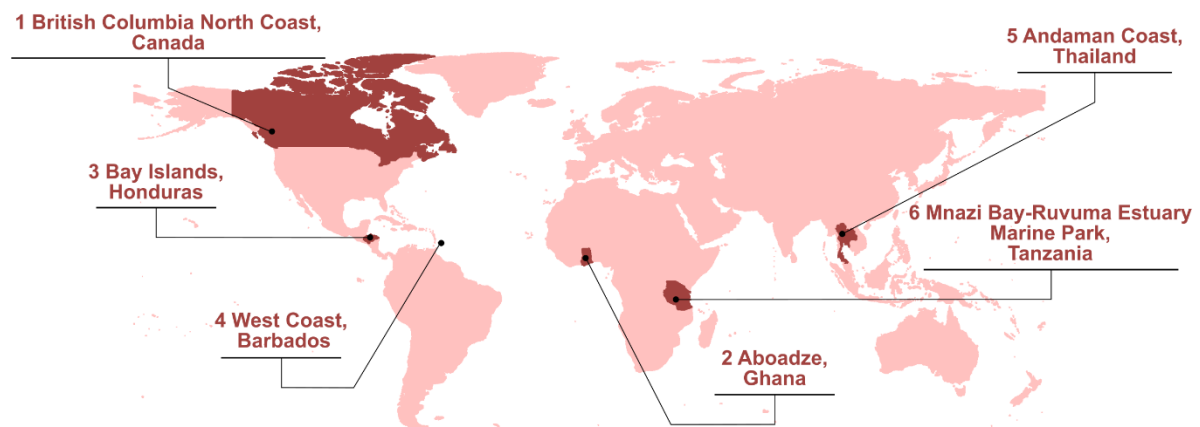 1 British Columbia North Coast,
Canada
5 Andaman Coast,
Thailand
3 Bay Islands,
Honduras
6 Mnazi Bay-Ruvuma Estuary
Marine Park,
Tanzania
4 West Coast,
Barbados
2 Aboadze,
Ghana